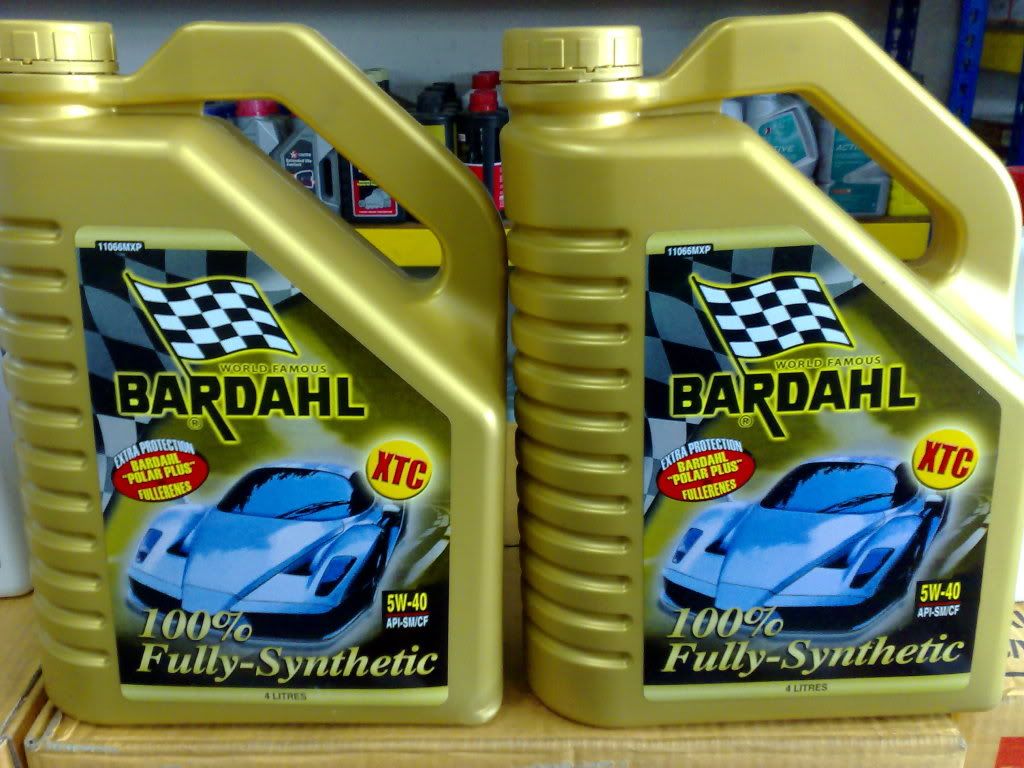 11066MXP
WORLD FAMOUS
BARDAHL
®
EXTRA PROTECTION
BARDAHL
"POLAR PLUS"
FULLERENES
XTC
5W-40
API-SM/CF
100%
Fully-Synthetic
4 LITRES
11066MXP
WORLD FAMOUS
BARDAHL
®
EXTRA PROTECTION
BARDAHL
"POLAR PLUS"
FULLERENES
XTC
5W-40
API-SM/CF
100%
Fully-Synthetic
4 LITRES